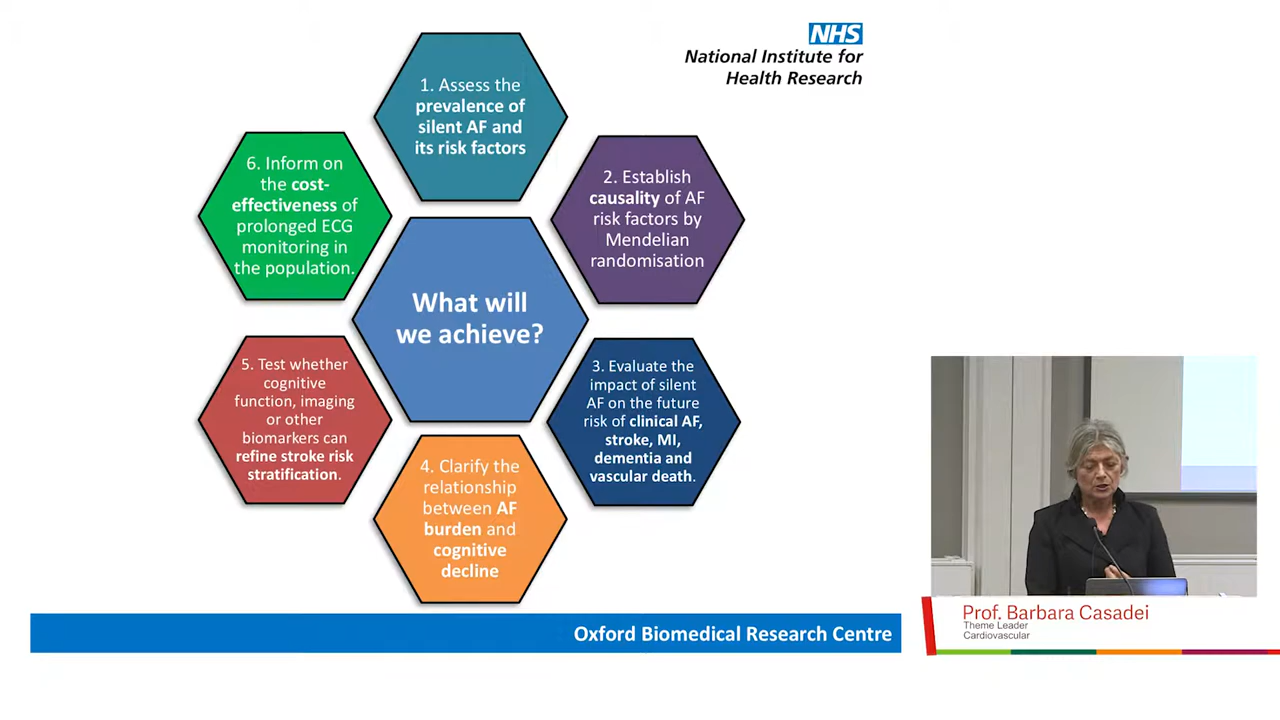 NHS
National Institute for
Health Research
1. Assess the
prevalence of
silent AF and
its risk factors
2. Establish
causality of AF
risk factors by
Mendelian
randomisation
3. Evaluate the
impact of silent
AF on the future
risk of clinical AF,
stroke, MI,
dementia and
vascular death.
4. Clarify the
relationship
between AF
burden and
cognitive
decline
5. Test whether
cognitive
function, imaging
or other
biomarkers can
refine stroke risk
stratification.
6. Inform on
the cost-
effectiveness of
prolonged ECG
monitoring in
the population.
What will
we achieve?
Oxford Biomedical Research Centre
Prof. Barbara Casadei
Theme Leader
Cardiovascular